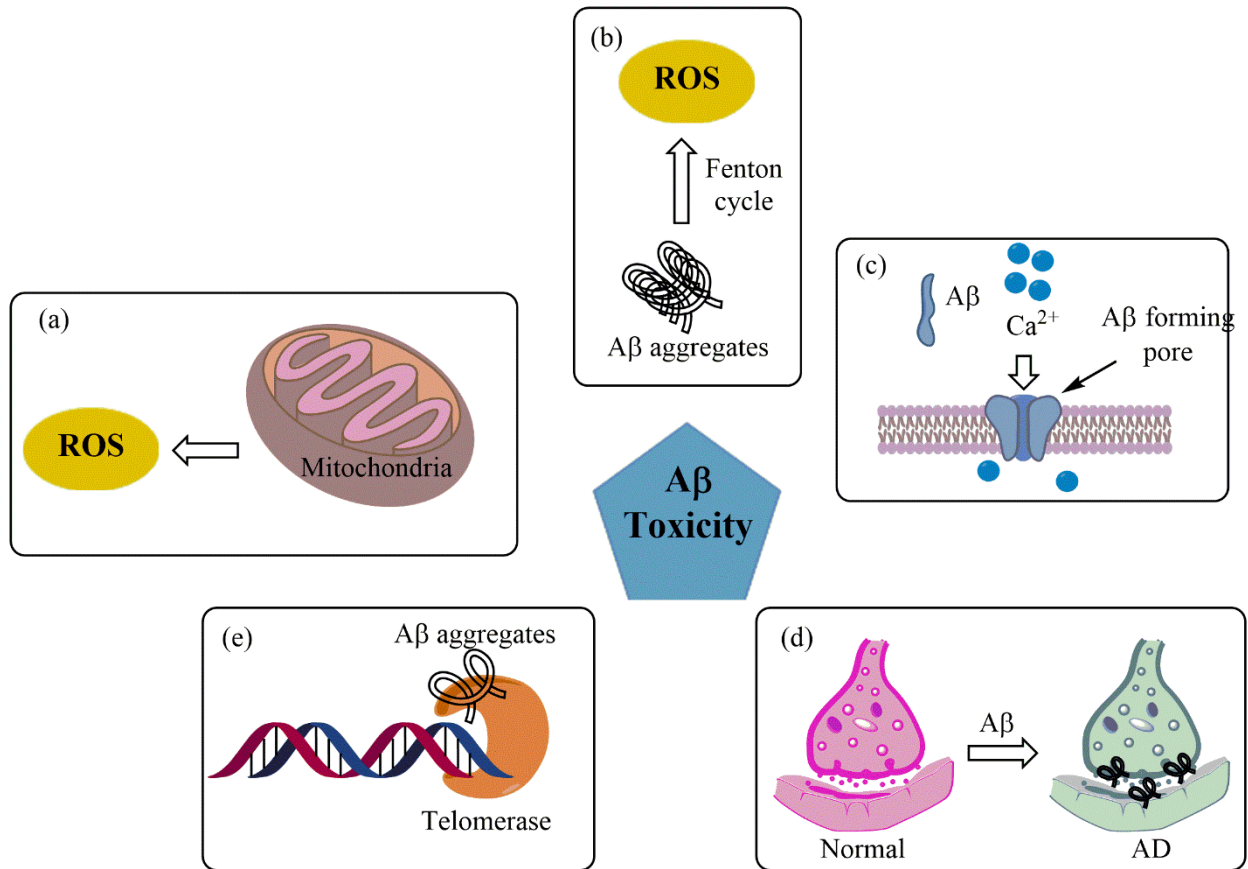 (a)
ROS
Mitochondria
(b)
ROS
Fenton
cycle
Aβ aggregates
(c)
Aβ
Ca²⁺
Aβ forming
pore
Aβ
Toxicity
(d)
Aβ
Normal
AD
(e)
Aβ aggregates
Telomerase